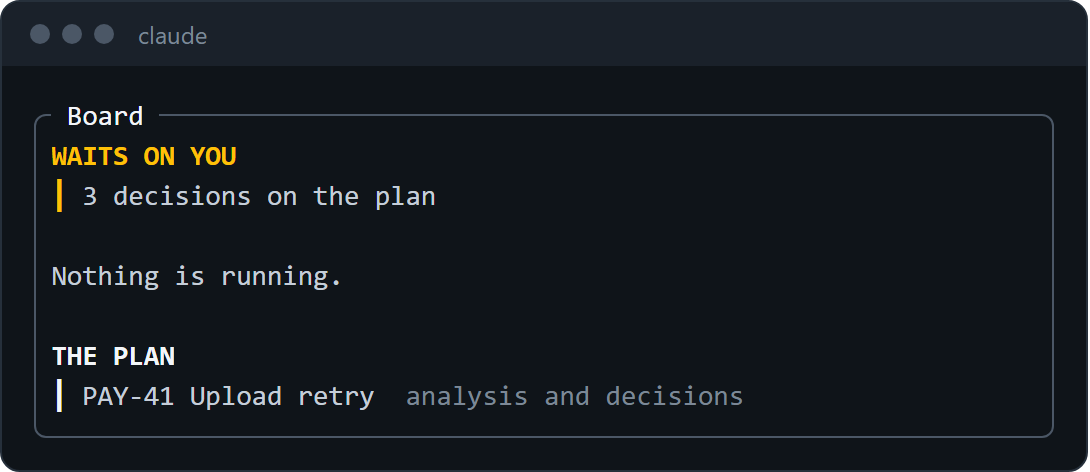 claude
Board
WAITS ON YOU
3 decisions on the plan
Nothing is running.
THE PLAN
PAY-41 Upload retry  analysis and decisions